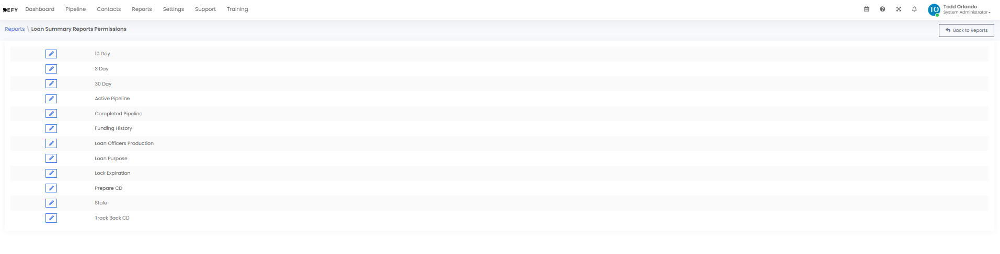 DEFY Dashboard Pipeline Contacts Reports Settings Support Training
TO Todd Orlando
System Administrator
Reports \ Loan Summary Reports Permissions
Back to Reports
10 Day
3 Day
30 Day
Active Pipeline
Completed Pipeline
Funding History
Loan Officers Production
Loan Purpose
Lock Expiration
Prepare CD
Stale
Track Back CD